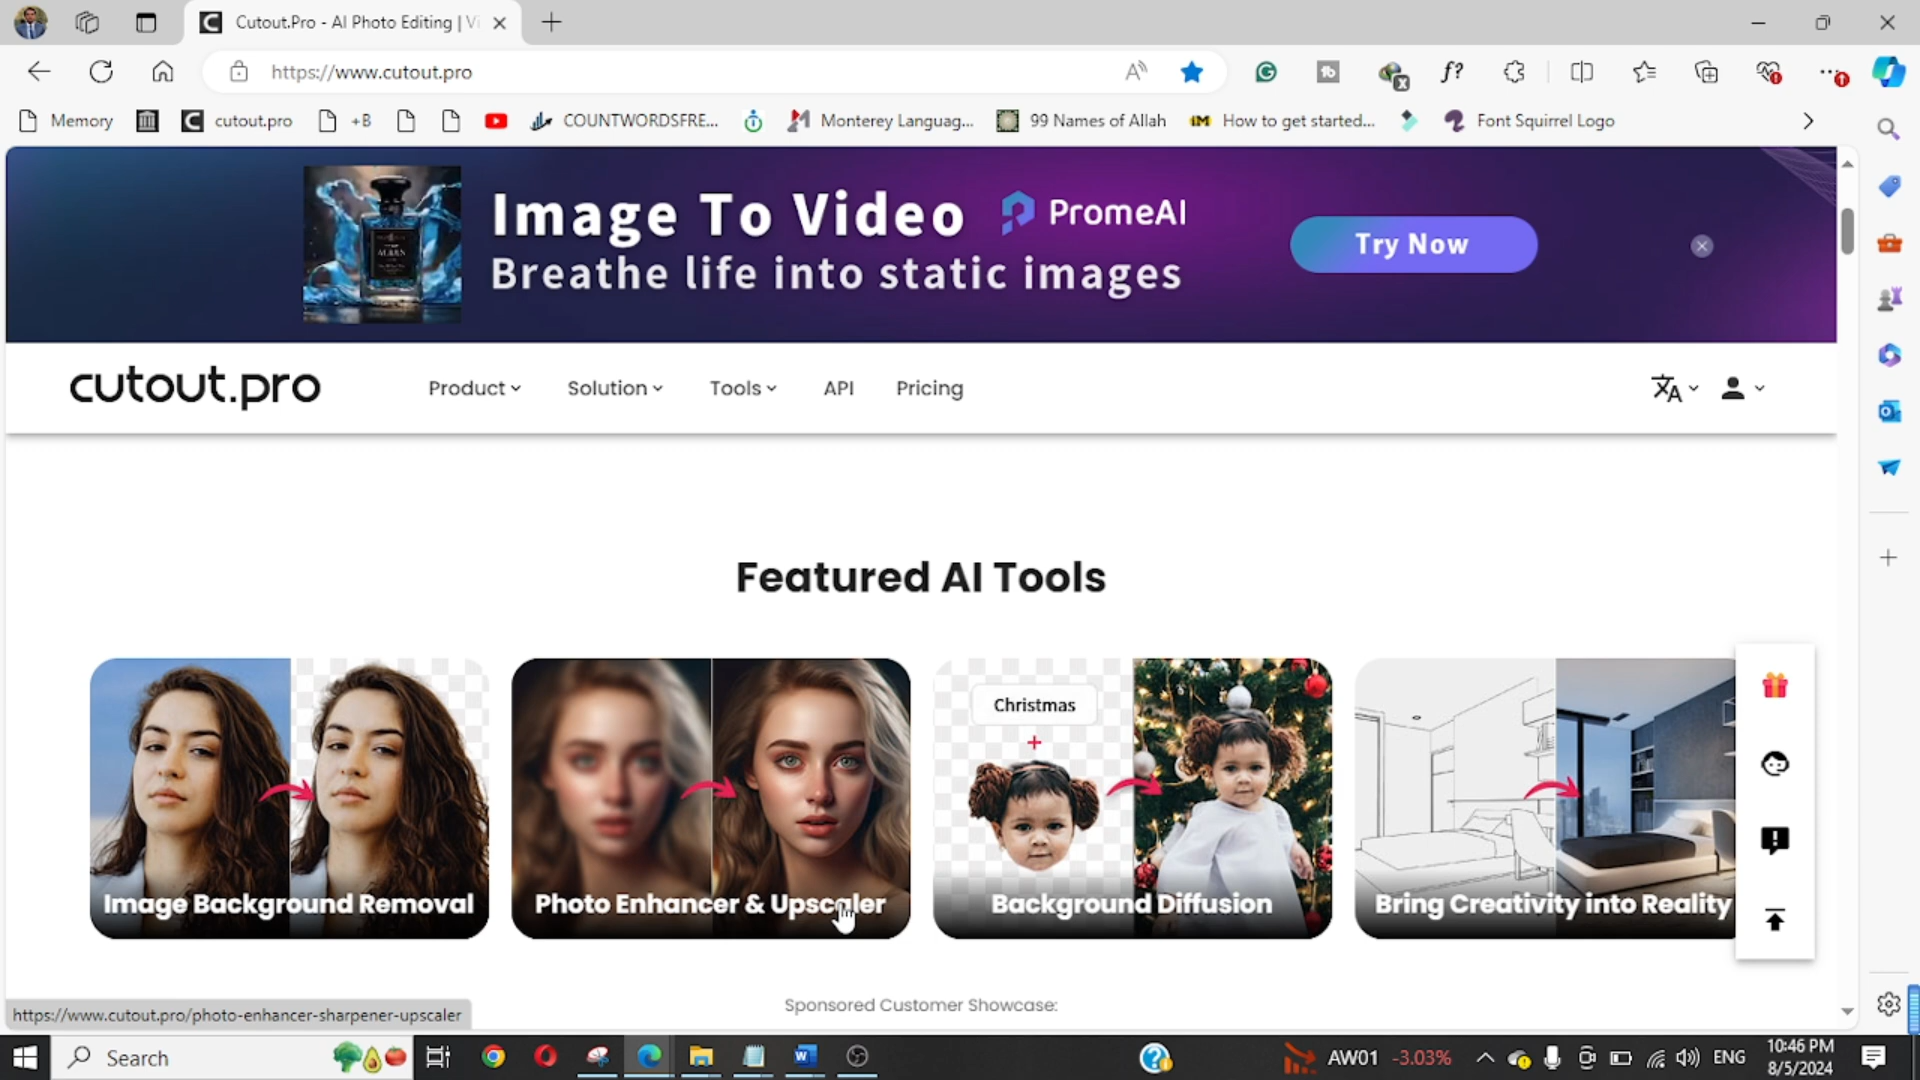 Cutout.Pro - AI Photo Editing | Vi
https://www.cutout.pro
Memory
cutout.pro
+B
COUNTWORDSFRE...
Monterey Languag...
99 Names of Allah
How to get started...
Font Squirrel Logo
Image To Video
PromeAI
Breathe life into static images
Try Now
cutout.pro
Product
Solution
Tools
API
Pricing
Featured AI Tools
Christmas
+
Image Background Removal
Photo Enhancer & Upscaler
Background Diffusion
Bring Creativity into Reality
Sponsored Customer Showcase:
https://www.cutout.pro/photo-enhancer-sharpener-upscaler
Search
AW01 -3.03%
ENG
10:46 PM
8/5/2024